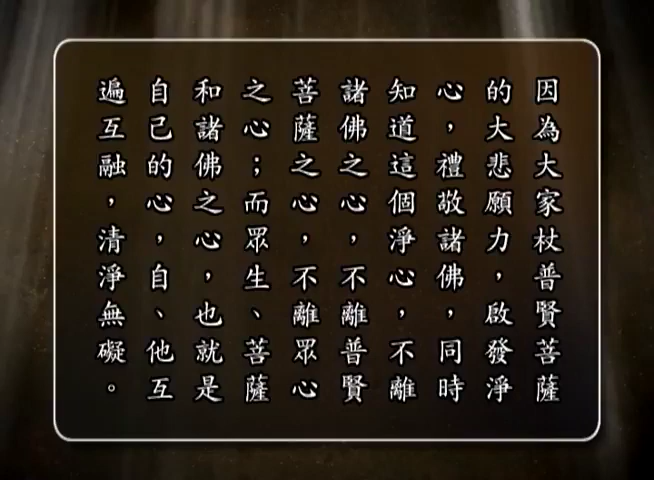 因為大家杖普賢菩薩
的大悲願力，啟發淨
心，禮敬諸佛，同時
知道這個淨心，不離
諸佛之心，不離普賢
菩薩之心，不離眾心
之心；而眾生、菩薩
和諸佛之心，也就是
自己的心，自、他互
遍互融，清淨無礙。